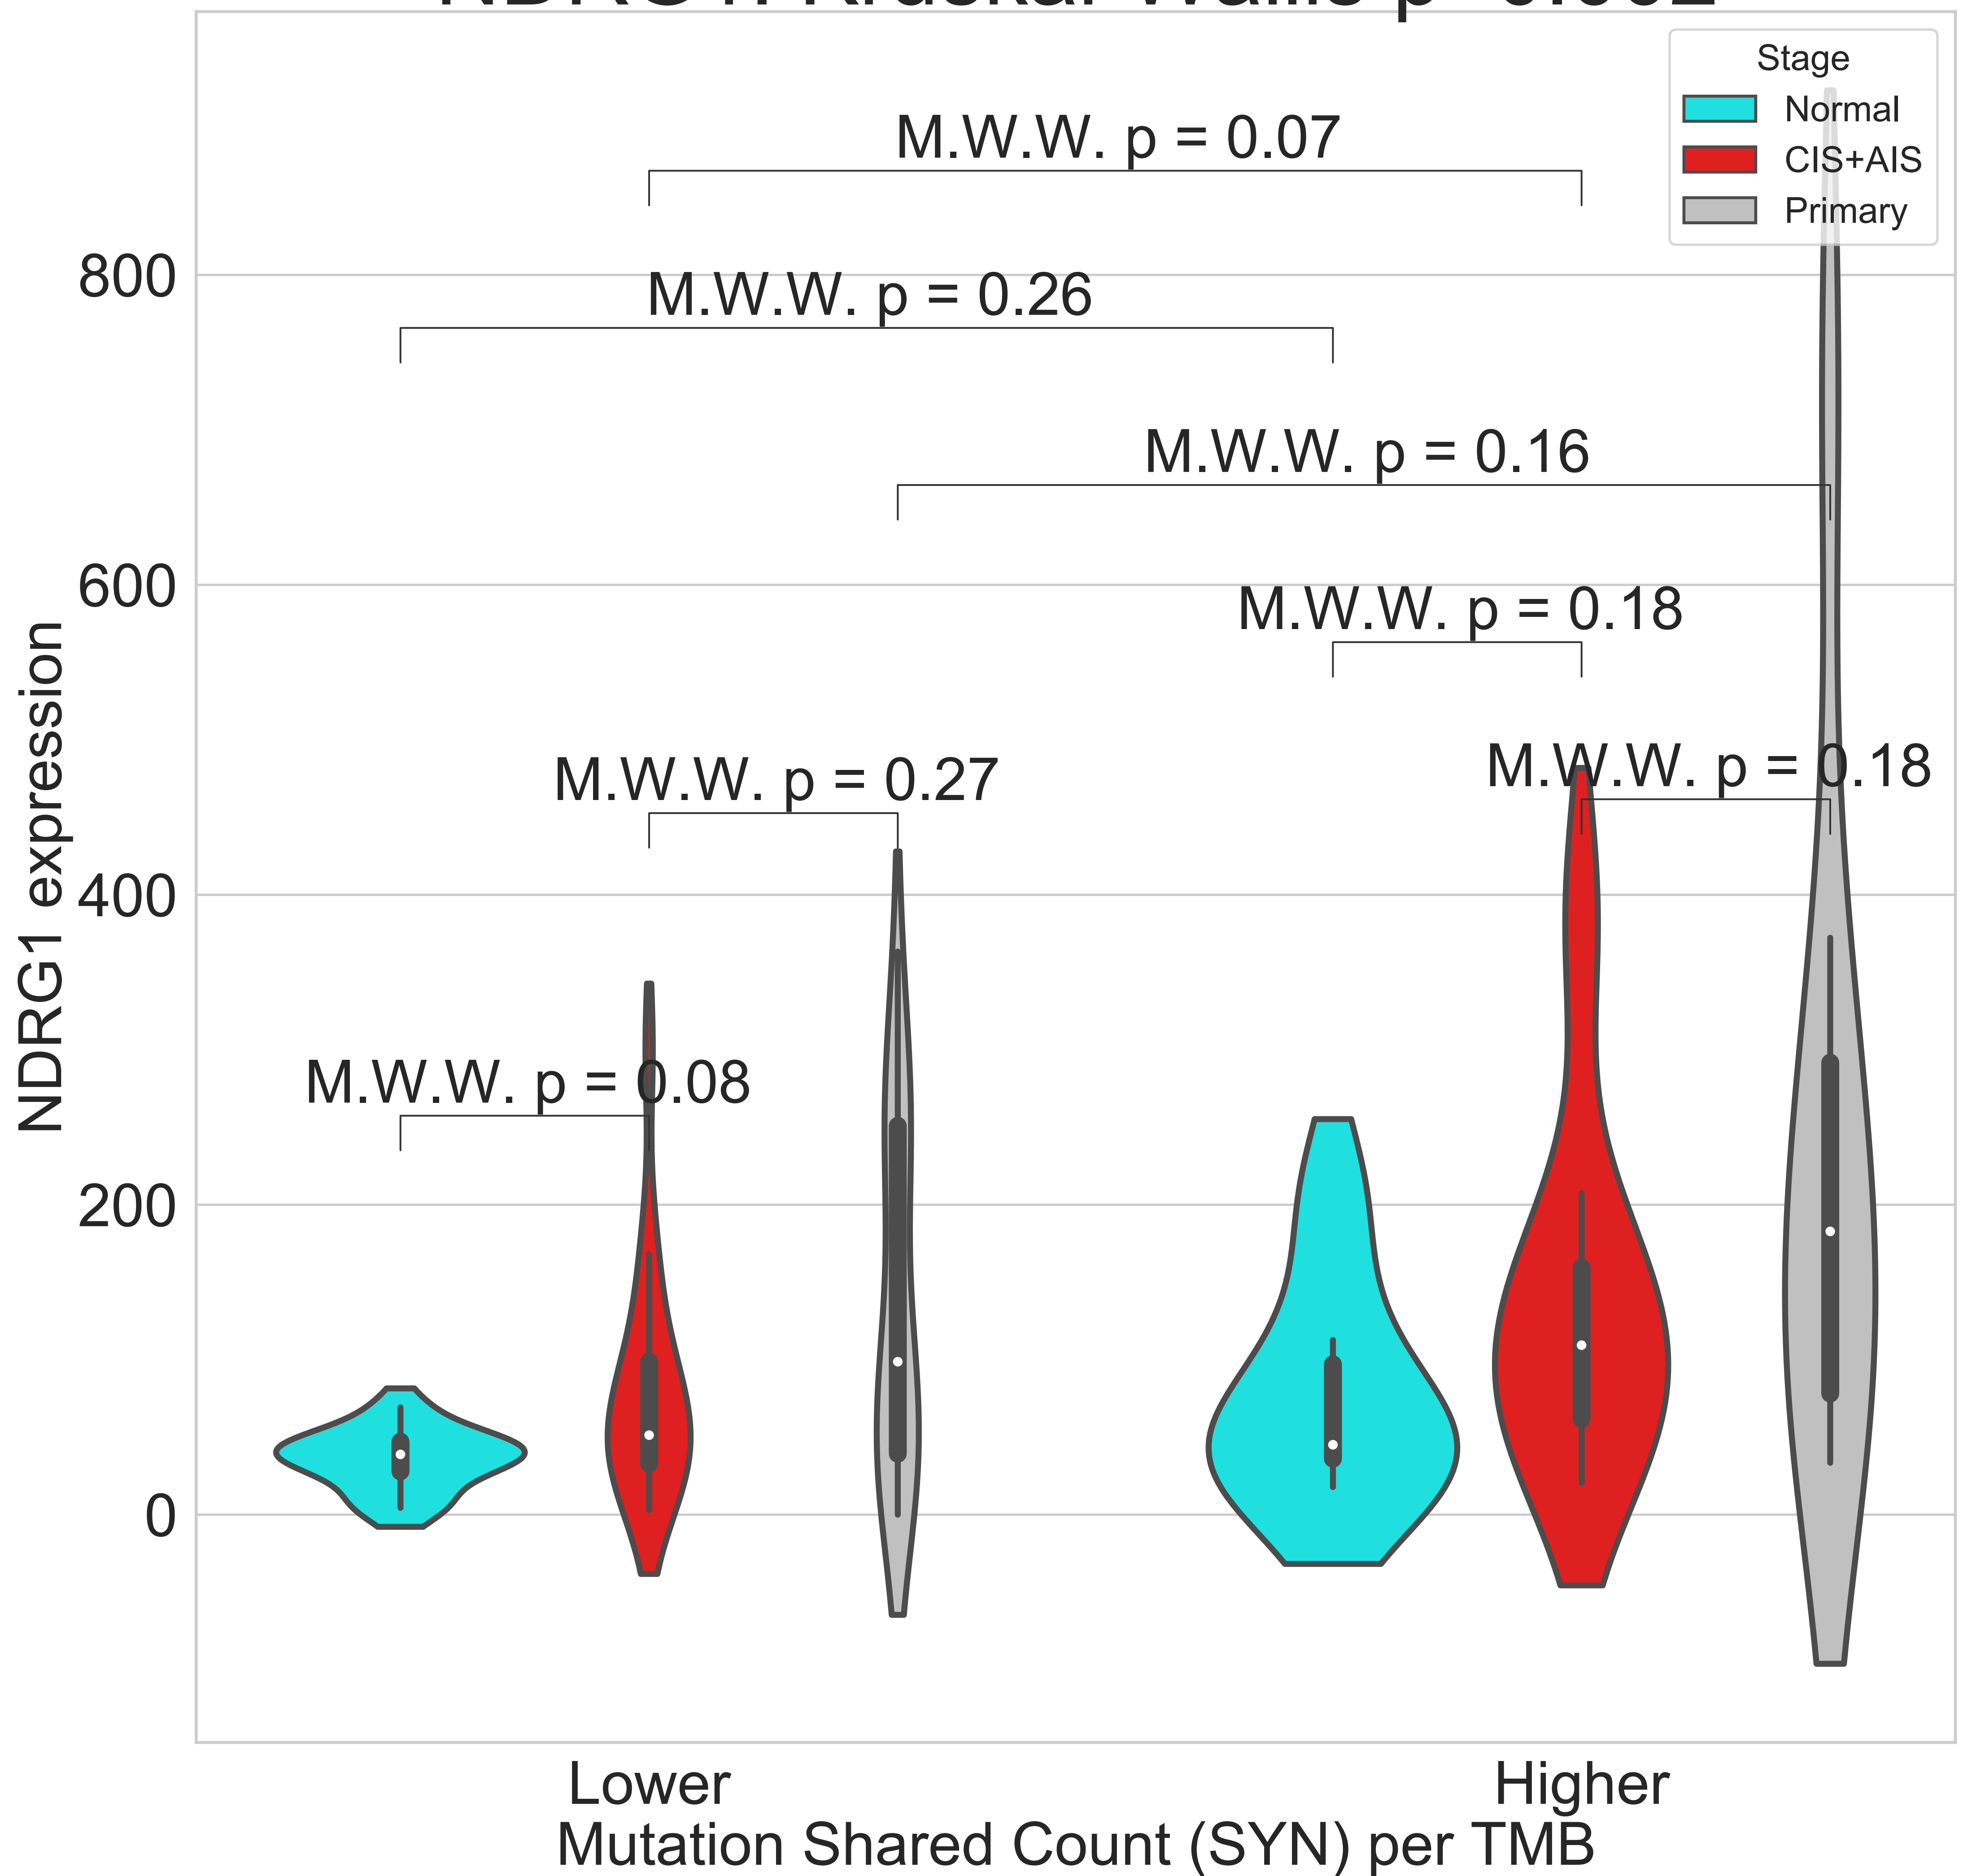 Stage
Normal
CIS+AIS
Primary
M.W.W. p = 0.07
M.W.W. p = 0.26
M.W.W. p = 0.16
M.W.W. p = 0.18
M.W.W. p = 0.18
M.W.W. p = 0.27
M.W.W. p = 0.08
800
600
400
200
0
NDRG1 expression
Lower
Higher
Mutation Shared Count (SYN) per TMB